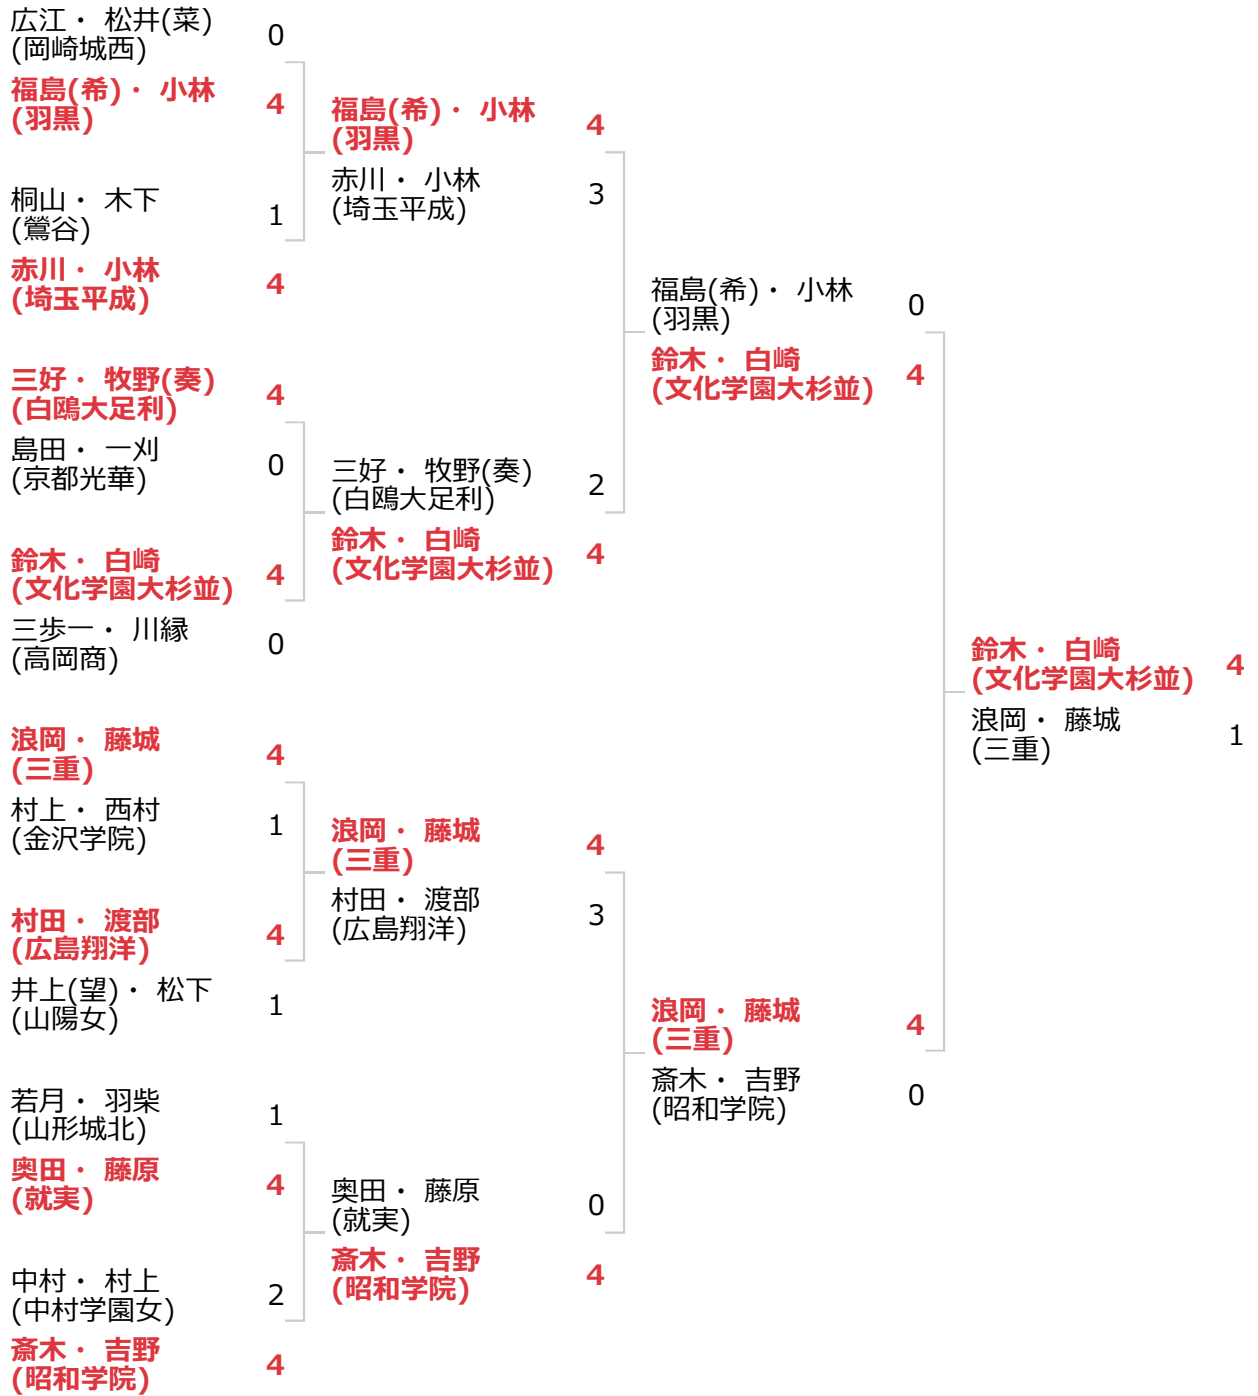 広江・ 松井(菜)
(岡崎城西)
0
福島(希)・ 小林
(羽黒)
4
桐山・ 木下
(鶯谷)
1
赤川・ 小林
(埼玉平成)
4
三好・ 牧野(奏)
(白鴎大足利)
4
島田・ 一刈
(京都光華)
0
鈴木・ 白崎
(文化学園大杉並)
4
三歩一・ 川縁
(高岡商)
0
浪岡・ 藤城
(三重)
4
村上・ 西村
(金沢学院)
1
村田・ 渡部
(広島翔洋)
4
井上(望)・ 松下
(山陽女)
1
若月・ 羽柴
(山形城北)
1
奥田・ 藤原
(就実)
4
中村・ 村上
(中村学園女)
2
斎木・ 吉野
(昭和学院)
4
福島(希)・ 小林
(羽黒)
4
赤川・ 小林
(埼玉平成)
3
三好・ 牧野(奏)
(白鴎大足利)
2
鈴木・ 白崎
(文化学園大杉並)
4
浪岡・ 藤城
(三重)
4
村田・ 渡部
(広島翔洋)
3
奥田・ 藤原
(就実)
0
斎木・ 吉野
(昭和学院)
4
福島(希)・ 小林
(羽黒)
0
鈴木・ 白崎
(文化学園大杉並)
4
浪岡・ 藤城
(三重)
4
斎木・ 吉野
(昭和学院)
0
鈴木・ 白崎
(文化学園大杉並)
4
浪岡・ 藤城
(三重)
1